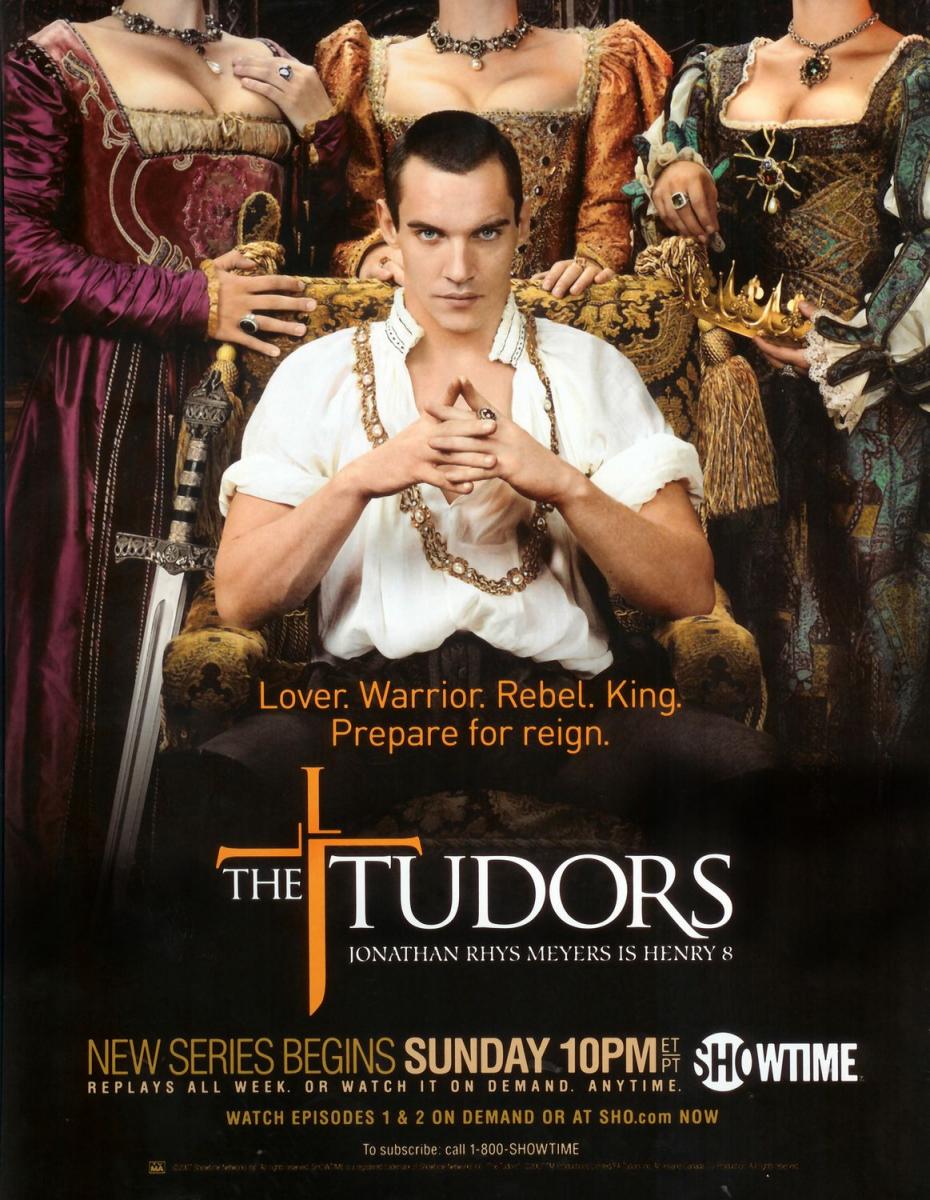 Lover. Warrior. Rebel. King.
Prepare for reign.
THE TUDORS
JONATHAN RHYS MEYERS IS HENRY 8
NEW SERIES BEGINS SUNDAY 10PM ET PT
SHOWTIME
REPLAYS ALL WEEK. OR WATCH IT ON DEMAND. ANYTIME.
WATCH EPISODES 1 & 2 ON DEMAND OR AT SHO.com NOW
To subscribe: call 1-800-SHOWTIME
MA